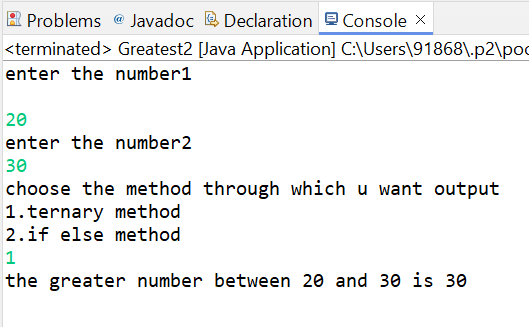 Problems @ Javadoc Declaration Console ×
<terminated> Greatest2 [Java Application] C:\Users\91868\.p2\poo
enter the number1
20
enter the number2
30
choose the method through which u want output
1.ternary method
2.if else method
1
the greater number between 20 and 30 is 30